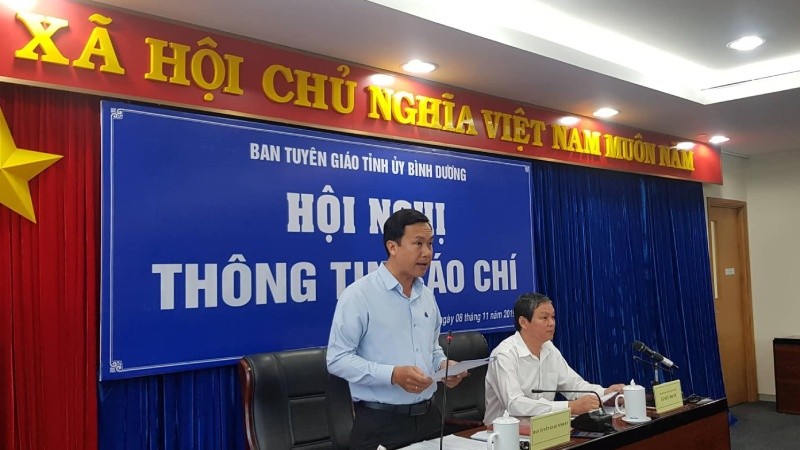 XÃ HỘI CHỦ NGHĨA VIỆT NAM MUÔN NĂM
BAN TUYÊN GIÁO TỈNH ỦY BÌNH DƯƠNG
HỘI NGHỊ
THÔNG TIN BÁO CHÍ
ngày 08 tháng 11 năm 2019